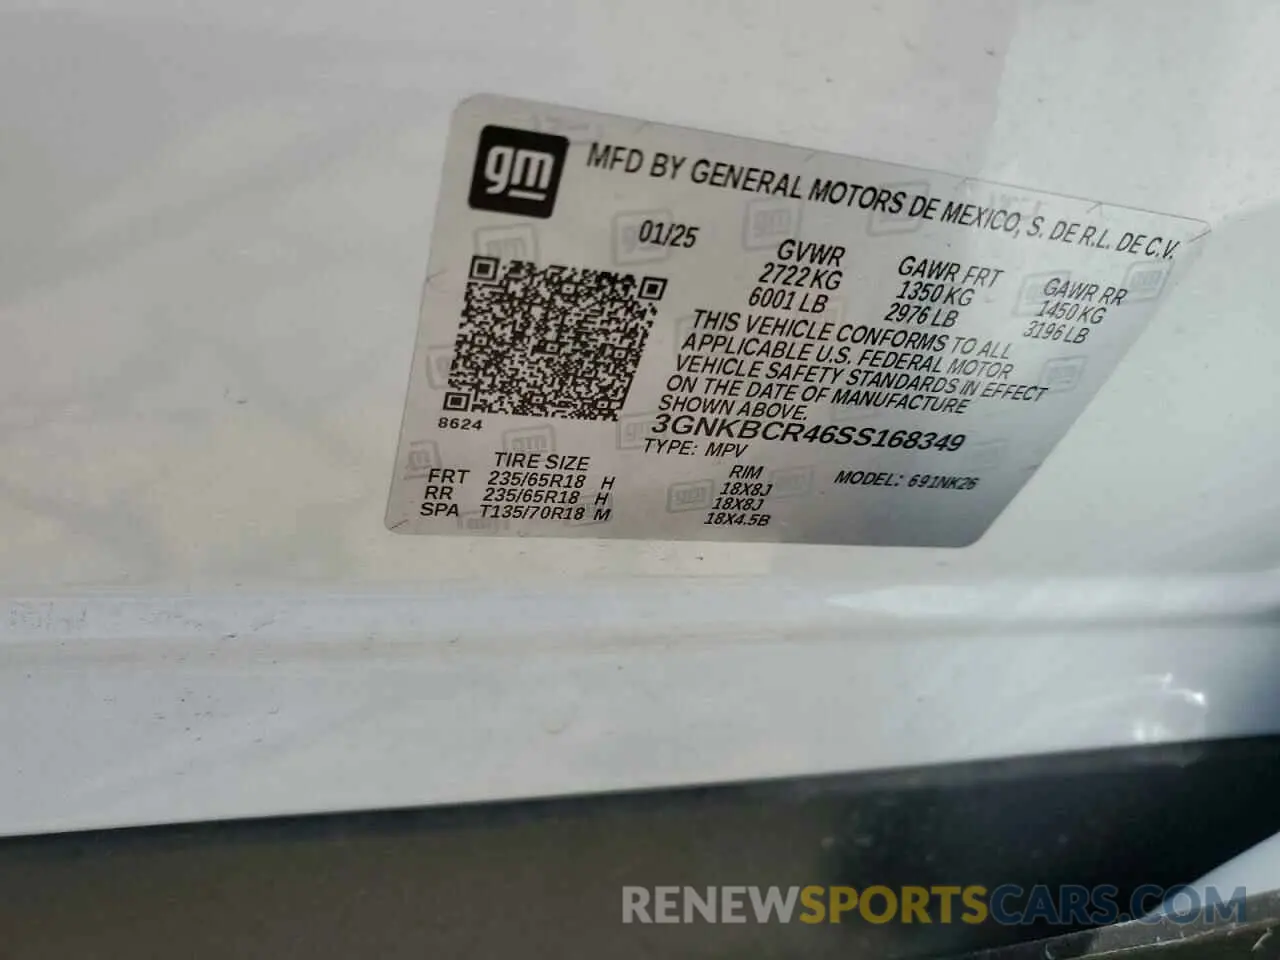 gm
MFD BY GENERAL MOTORS DE MEXICO, S. DE R.L. DE C.V.
01/25
GVWR GAWR FRT GAWR RR
2722 KG 1350 KG 1450 KG
6001 LB 2976 LB 3196 LB
THIS VEHICLE CONFORMS TO ALL
APPLICABLE U.S. FEDERAL MOTOR
VEHICLE SAFETY STANDARDS IN EFFECT
ON THE DATE OF MANUFACTURE
SHOWN ABOVE.
8624
3GNKBCR46SS168349
TYPE: MPV
MODEL: 691NK26
TIRE SIZE RIM
FRT 235/65R18 H 18X8J
RR 235/65R18 H 18X8J
SPA T135/70R18 M 18X4.5B
RENEWSPORTSCARS.COM